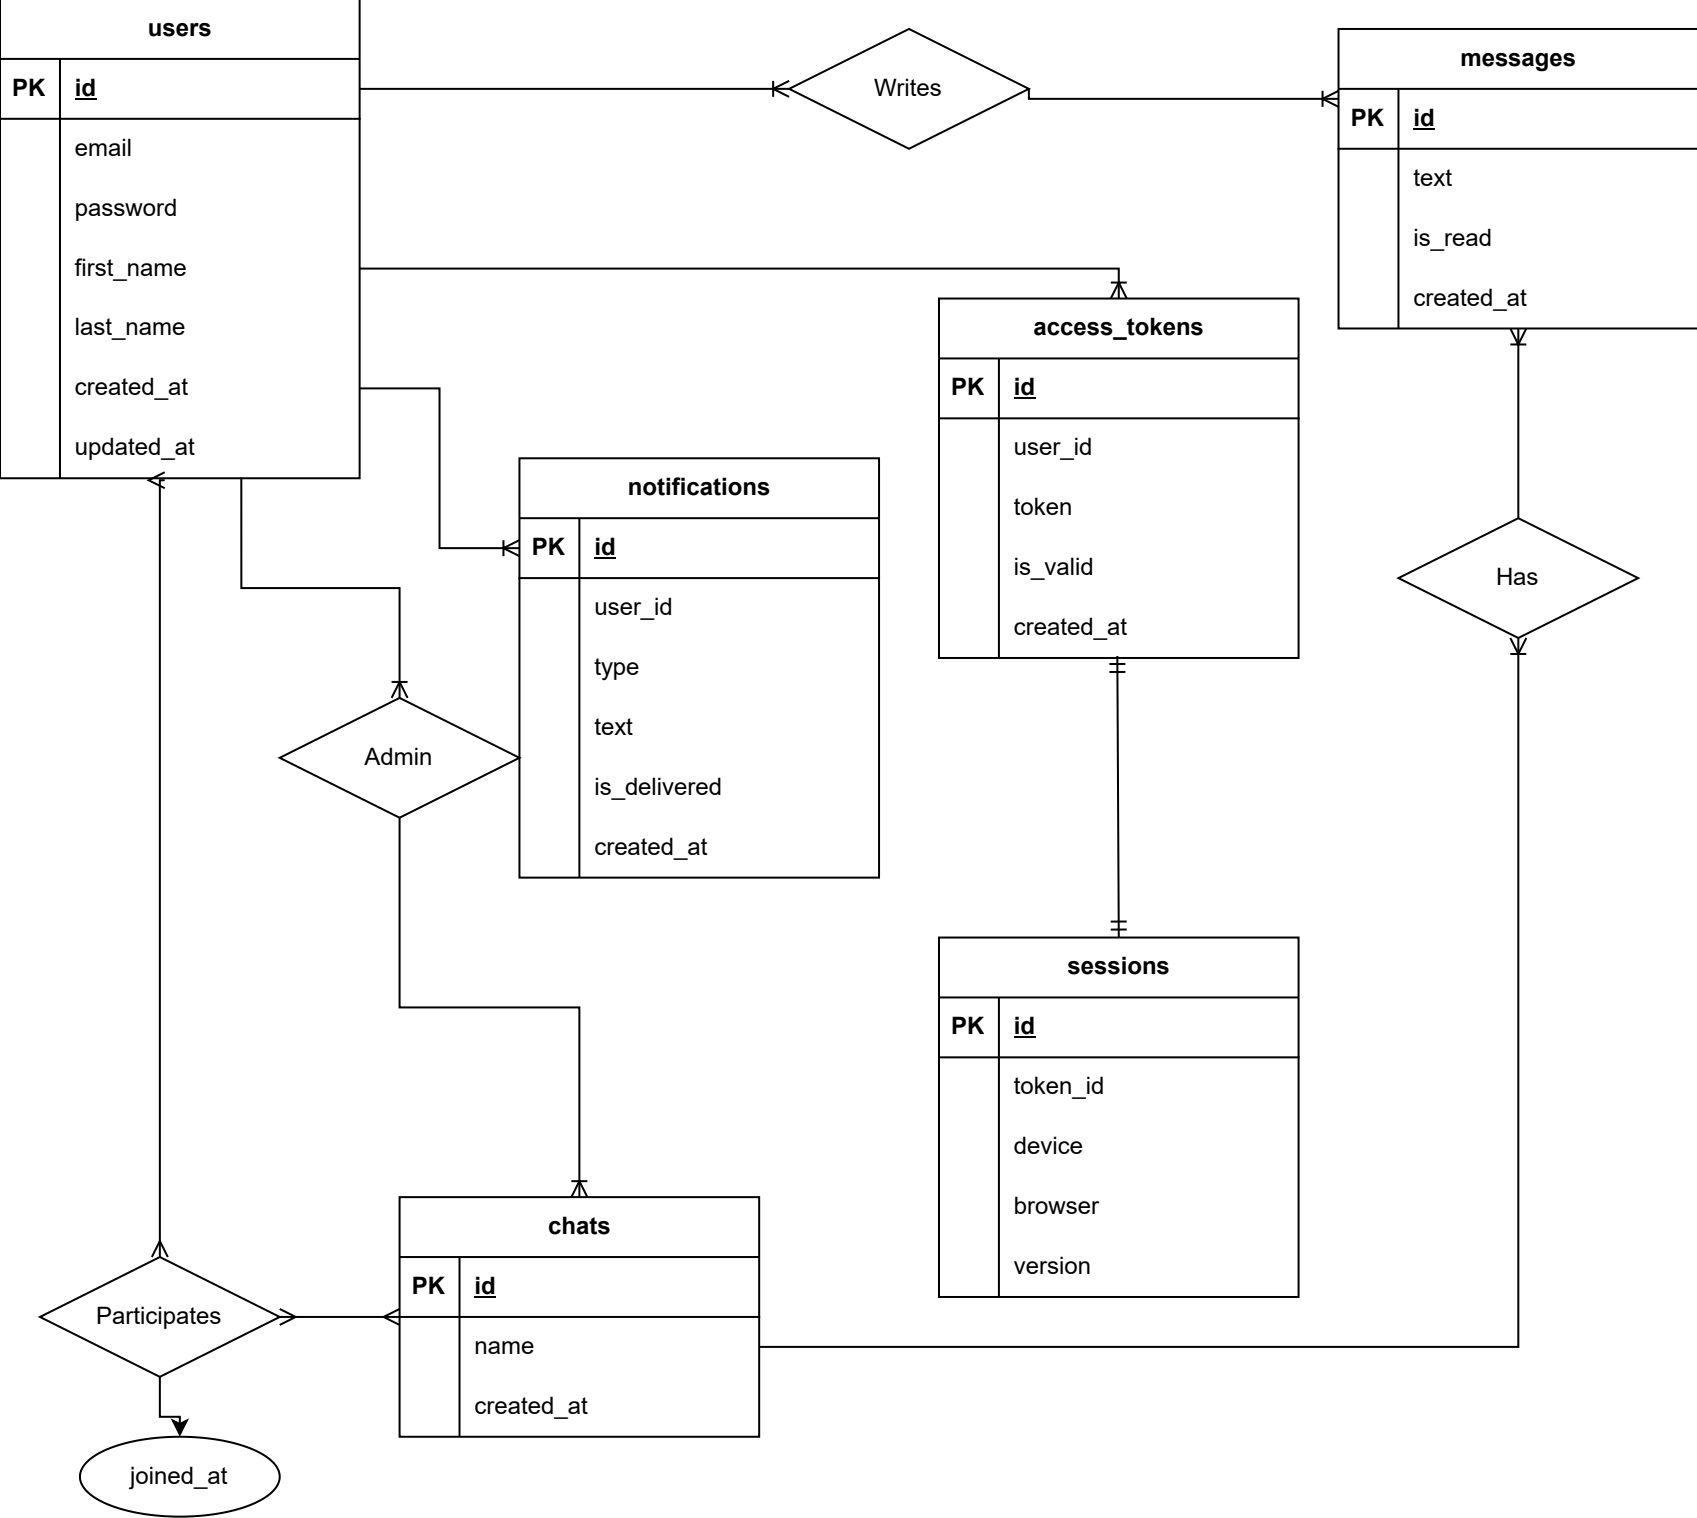 users
PK id
email
password
first_name
last_name
created_at
updated_at
Writes
messages
PK id
text
is_read
created_at
access_tokens
PK id
user_id
token
is_valid
created_at
notifications
PK id
user_id
type
text
is_delivered
created_at
Has
Admin
sessions
PK id
token_id
device
browser
version
chats
PK id
name
created_at
Participates
joined_at